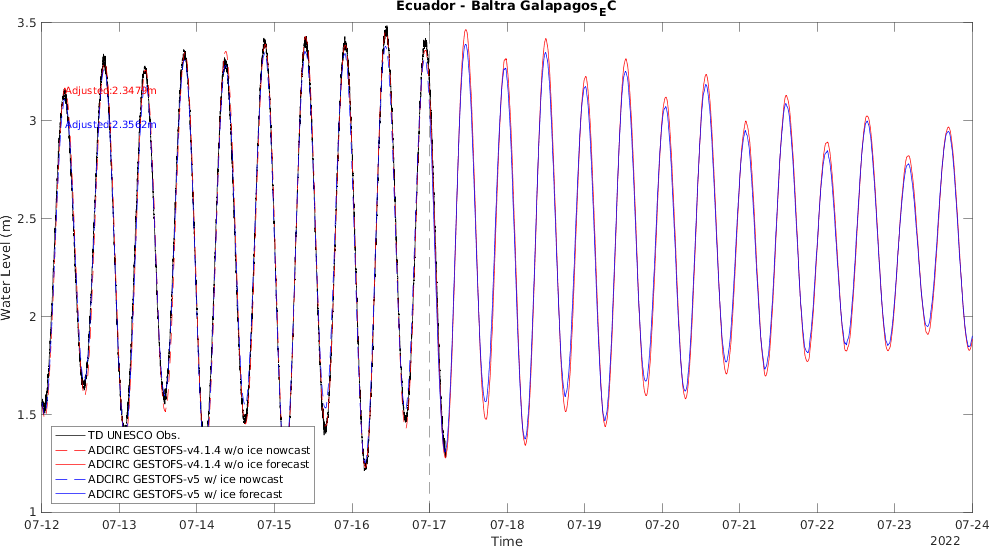 Ecuador - Baltra Galapagos_EC
3.5
3
2.5
2
1.5
1
Water Level (m)
Adjusted:2.3479m
Adjusted:2.3562m
TD UNESCO Obs.
ADCIRC GESTOFS-v4.1.4 w/o ice nowcast
ADCIRC GESTOFS-v4.1.4 w/o ice forecast
ADCIRC GESTOFS-v5 w/ ice nowcast
ADCIRC GESTOFS-v5 w/ ice forecast
07-12 07-13 07-14 07-15 07-16 07-17 07-18 07-19 07-20 07-21 07-22 07-23 07-24
Time
2022